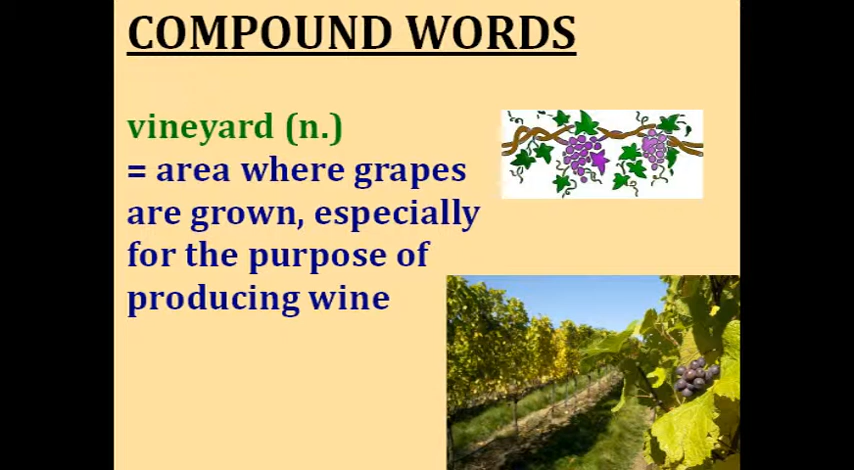 COMPOUND WORDS
vineyard (n.)
= area where grapes
are grown, especially
for the purpose of
producing wine